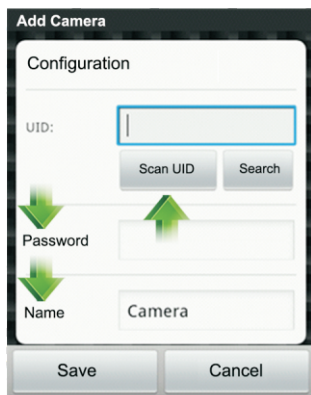 Add Camera
Configuration
UID:
Scan UID Search
Password
Name Camera
Save Cancel